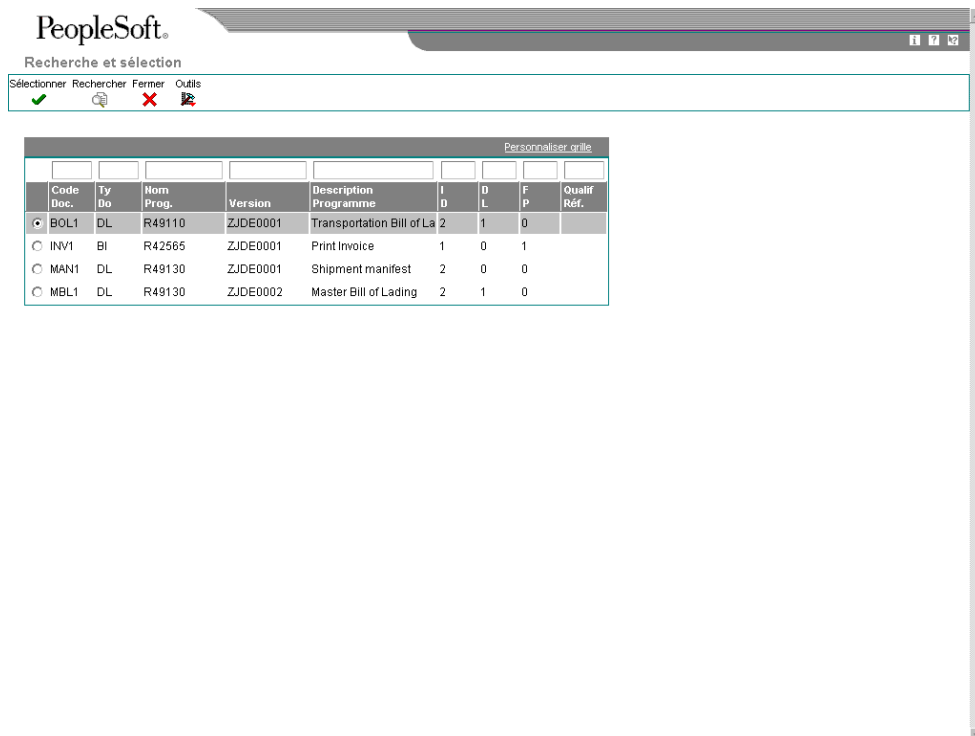 PeopleSoft®
i ? ?
Recherche et sélection
Sélectionner Rechercher Fermer Outils
Personnaliser grille
Code Doc. Ty Do Nom Prog. Version Description Programme I D D L F P Qualif Réf.
BOL1 DL R49110 ZJDE0001 Transportation Bill of La 2 1 0
INV1 BI R42565 ZJDE0001 Print Invoice 1 0 1
MAN1 DL R49130 ZJDE0001 Shipment manifest 2 0 0
MBL1 DL R49130 ZJDE0002 Master Bill of Lading 2 1 0